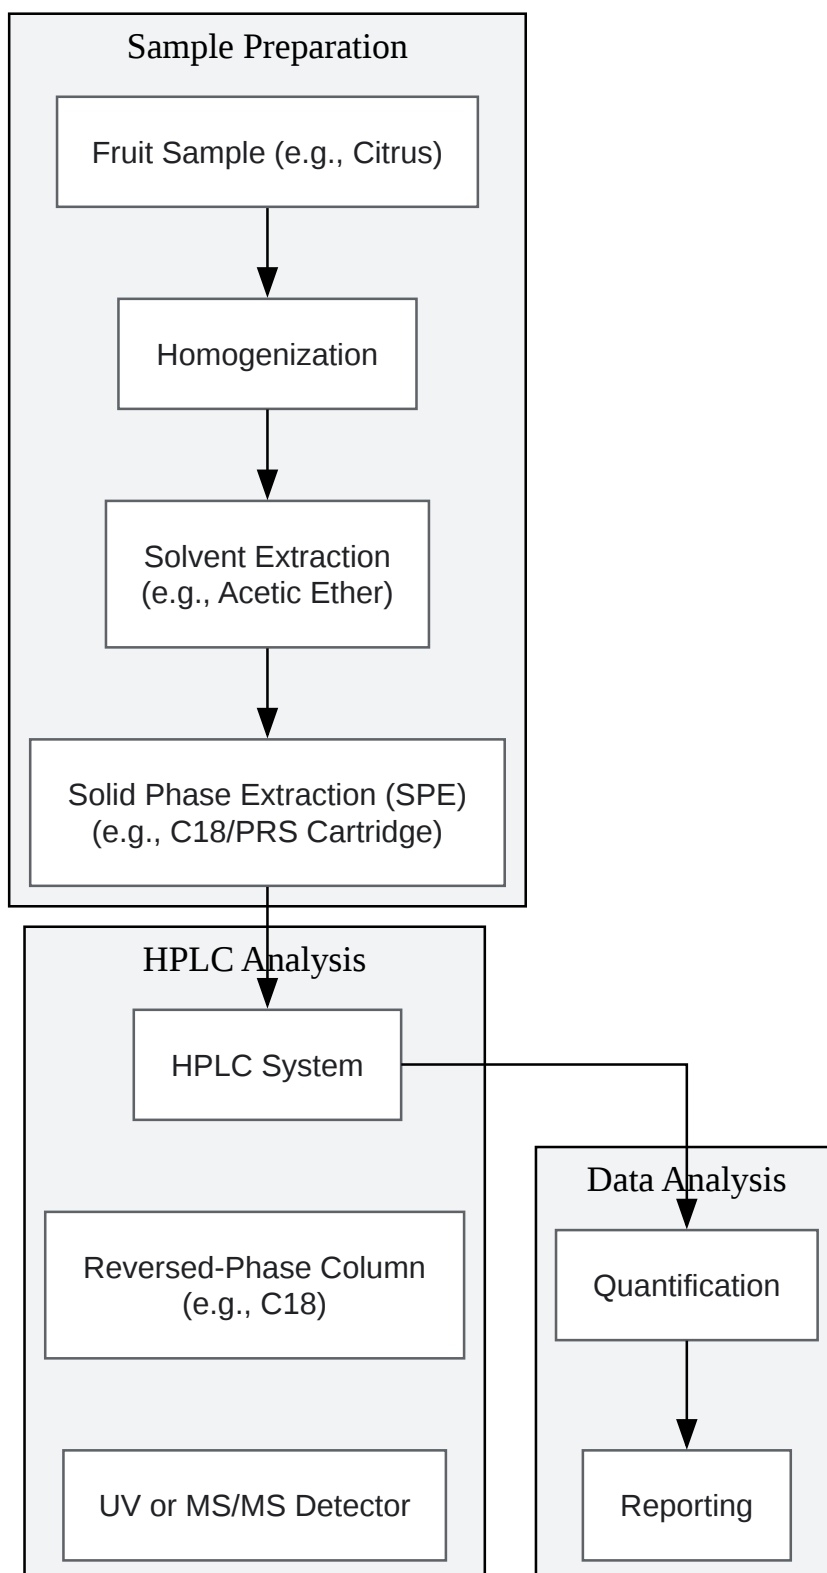 Sample Preparation
Fruit Sample (e.g., Citrus)
Homogenization
Solvent Extraction
(e.g., Acetic Ether)
Solid Phase Extraction (SPE)
(e.g., C18/PRS Cartridge)
HPLC Analysis
HPLC System
Reversed-Phase Column
(e.g., C18)
UV or MS/MS Detector
Data Analysis
Quantification
Reporting